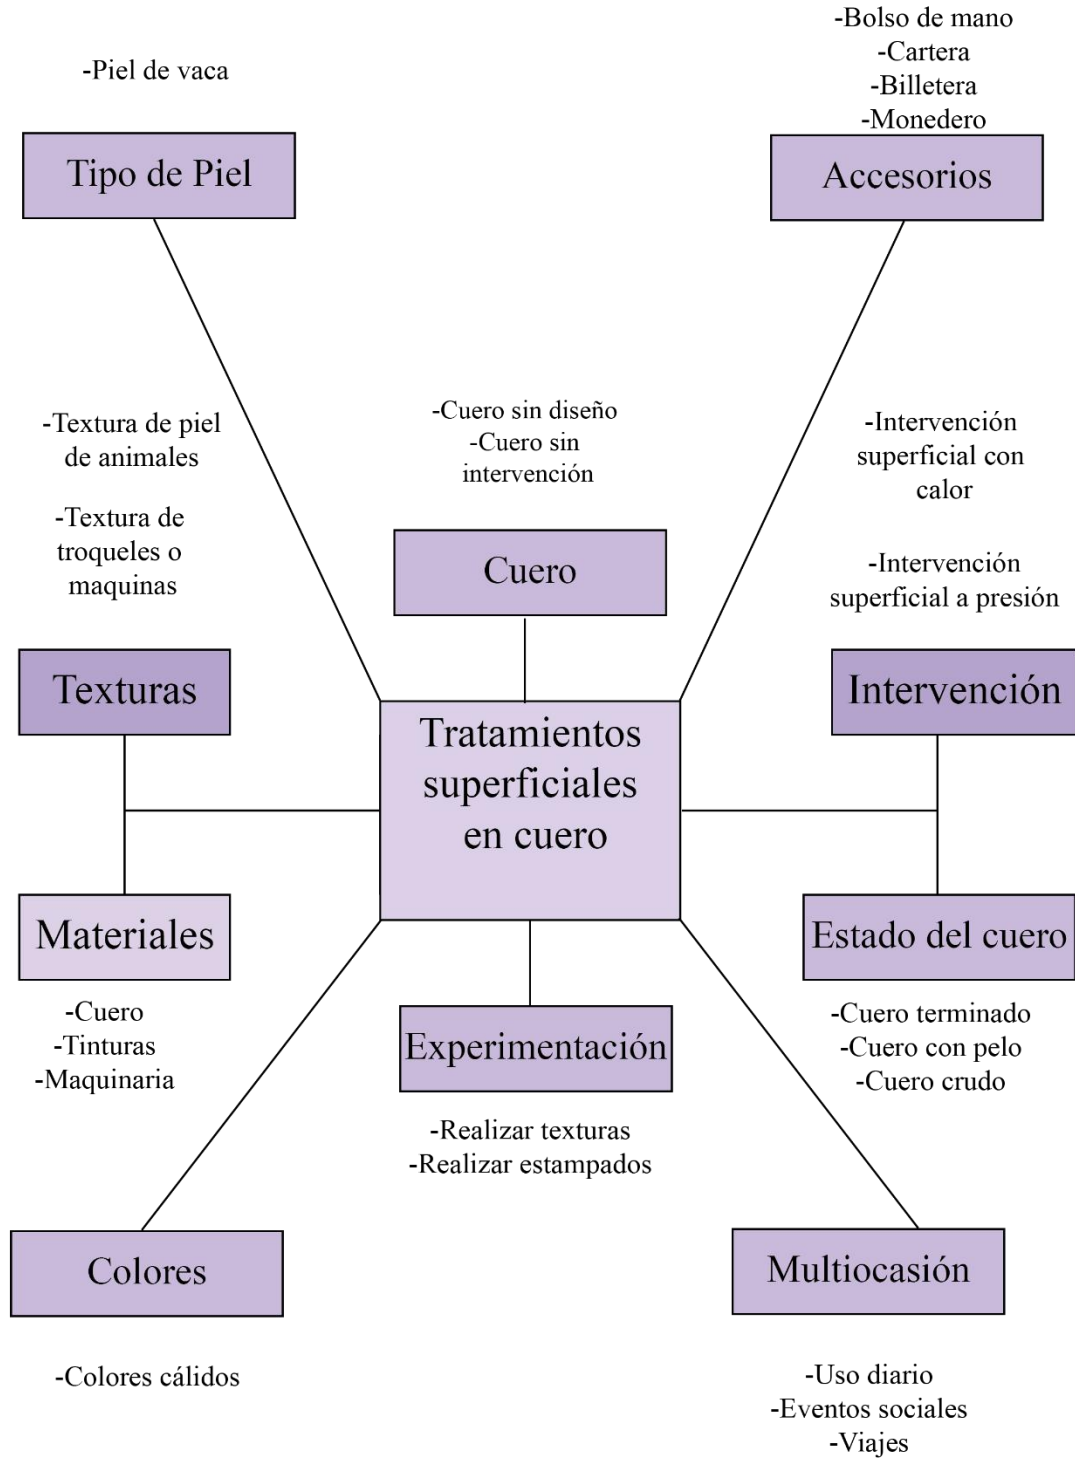 -Piel de vaca
Tipo de Piel
-Bolso de mano
-Cartera
-Billetera
-Monedero
Accesorios
-Textura de piel
de animales
-Textura de
troqueles o
maquinas
Texturas
-Cuero sin diseño
-Cuero sin
intervención
Cuero
-Intervención
superficial con
calor
-Intervención
superficial a presión
Intervención
Tratamientos
superficiales
en cuero
Materiales
-Cuero
-Tinturas
-Maquinaria
Experimentación
-Realizar texturas
-Realizar estampados
Estado del cuero
-Cuero terminado
-Cuero con pelo
-Cuero crudo
Colores
-Colores cálidos
Multiocasión
-Uso diario
-Eventos sociales
-Viajes